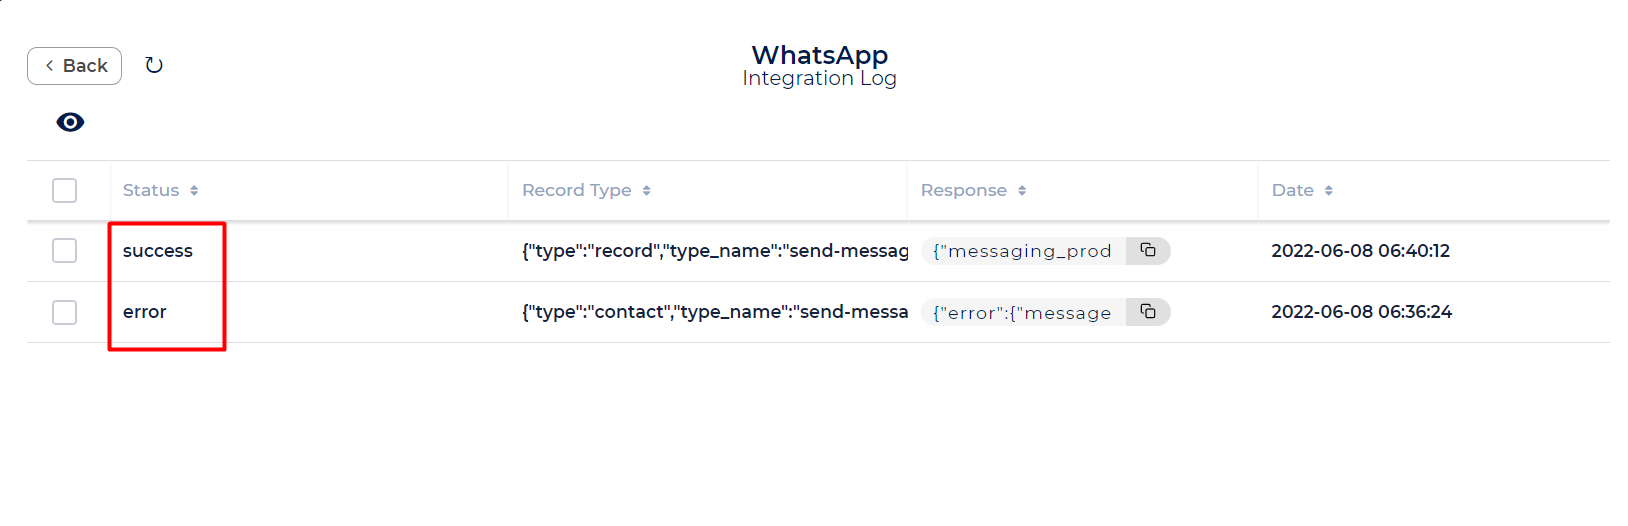 WhatsApp
Back
Integration Log
Status Record Type Response Date
success {"type":"record","type_name":"send-messag {"messaging_prod 2022-06-08 06:40:12
error {"type":"contact","type_name":"send-messa {"error":{"message 2022-06-08 06:36:24